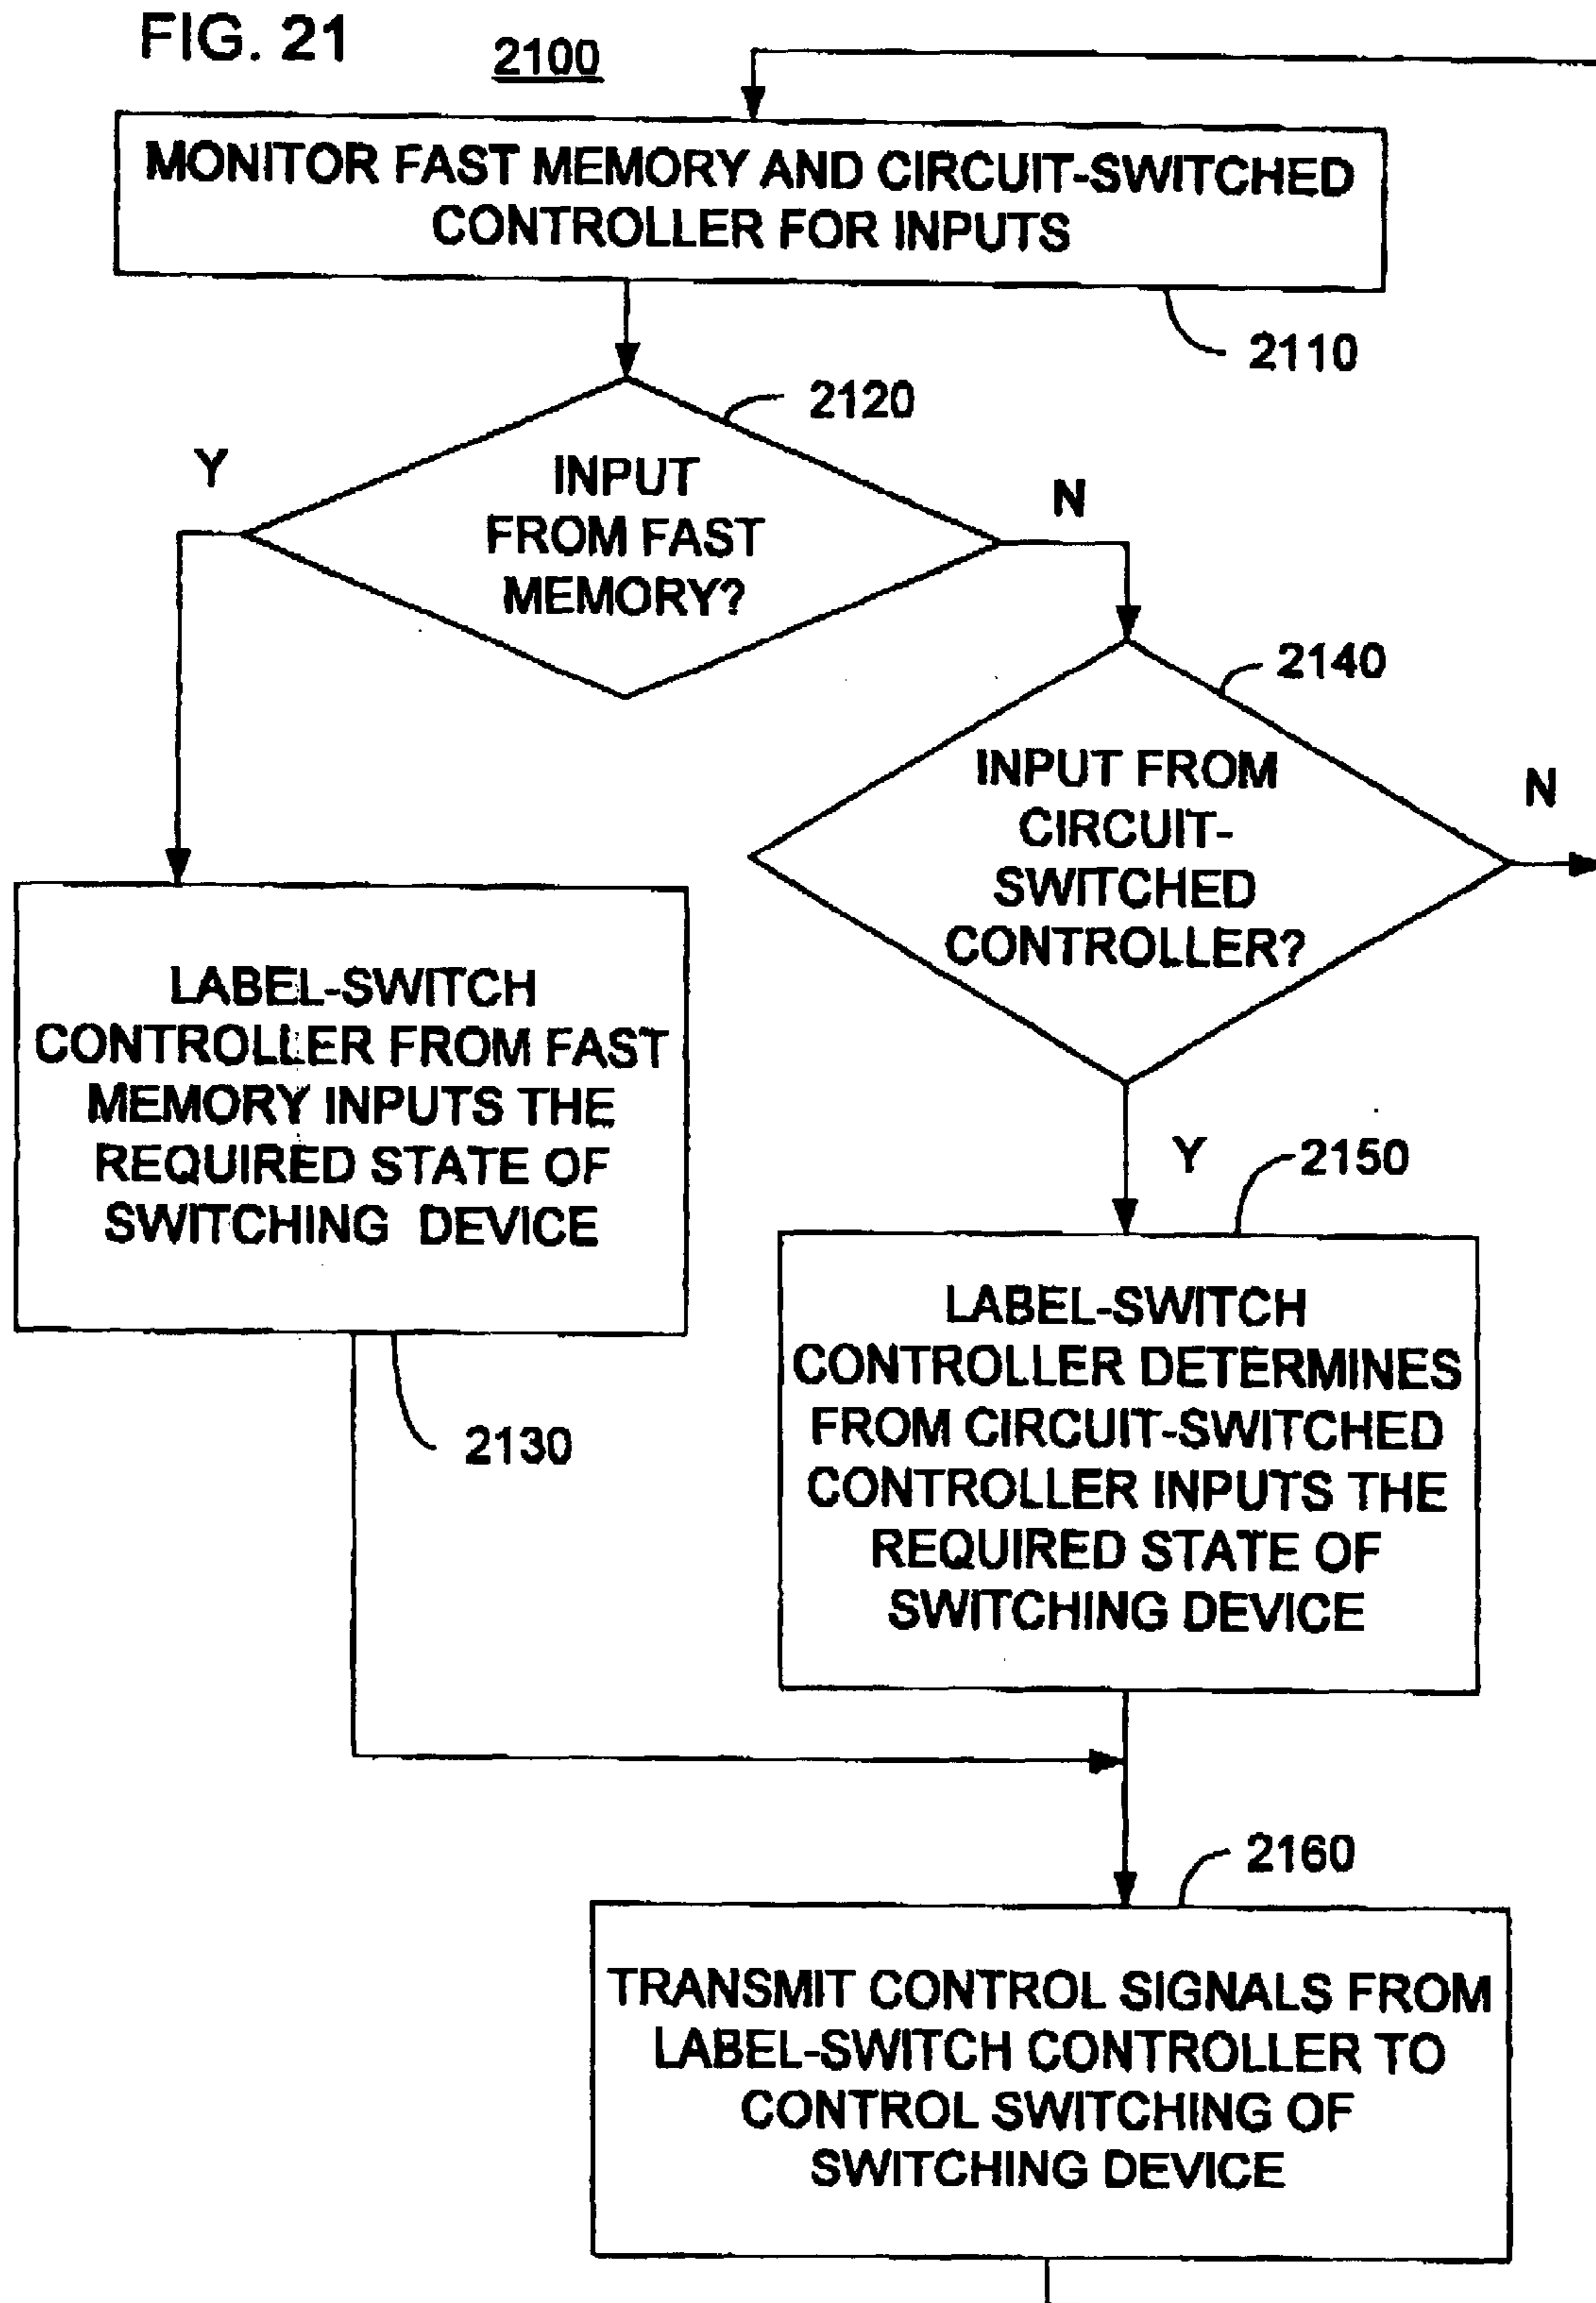 FIG. 21
2100
MONITOR FAST MEMORY AND CIRCUIT-SWITCHED
CONTROLLER FOR INPUTS
2110
2120
Y
INPUT
FROM FAST
MEMORY?
N
2140
INPUT FROM
CIRCUIT-
SWITCHED
CONTROLLER?
N
LABEL-SWITCH
CONTROLLER FROM FAST
MEMORY INPUTS THE
REQUIRED STATE OF
SWITCHING DEVICE
2130
Y
2150
LABEL-SWITCH
CONTROLLER DETERMINES
FROM CIRCUIT-SWITCHED
CONTROLLER INPUTS THE
REQUIRED STATE OF
SWITCHING DEVICE
2160
TRANSMIT CONTROL SIGNALS FROM
LABEL-SWITCH CONTROLLER TO
CONTROL SWITCHING OF
SWITCHING DEVICE